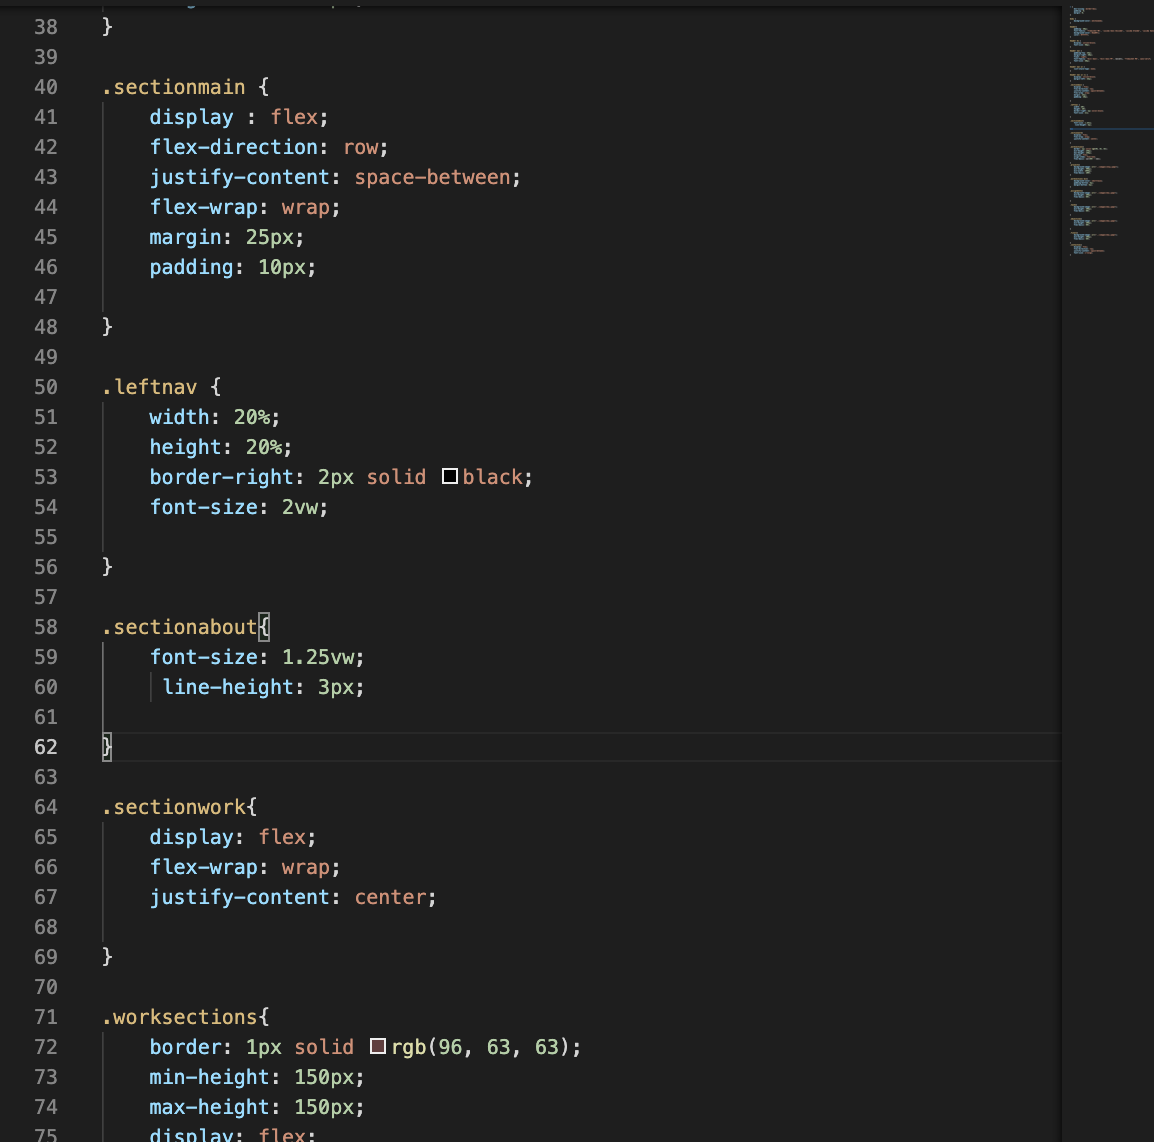 38 }
39
40 .sectionmain {
41 display : flex;
42 flex-direction: row;
43 justify-content: space-between;
44 flex-wrap: wrap;
45 margin: 25px;
46 padding: 10px;
47
48 }
49
50 .leftnav {
51 width: 20%;
52 height: 20%;
53 border-right: 2px solid black;
54 font-size: 2vw;
55
56 }
57
58 .sectionabout{
59 font-size: 1.25vw;
60 line-height: 3px;
61
62 }
63
64 .sectionwork{
65 display: flex;
66 flex-wrap: wrap;
67 justify-content: center;
68
69 }
70
71 .worksections{
72 border: 1px solid rgb(96, 63, 63);
73 min-height: 150px;
74 max-height: 150px;
75 display: flex;